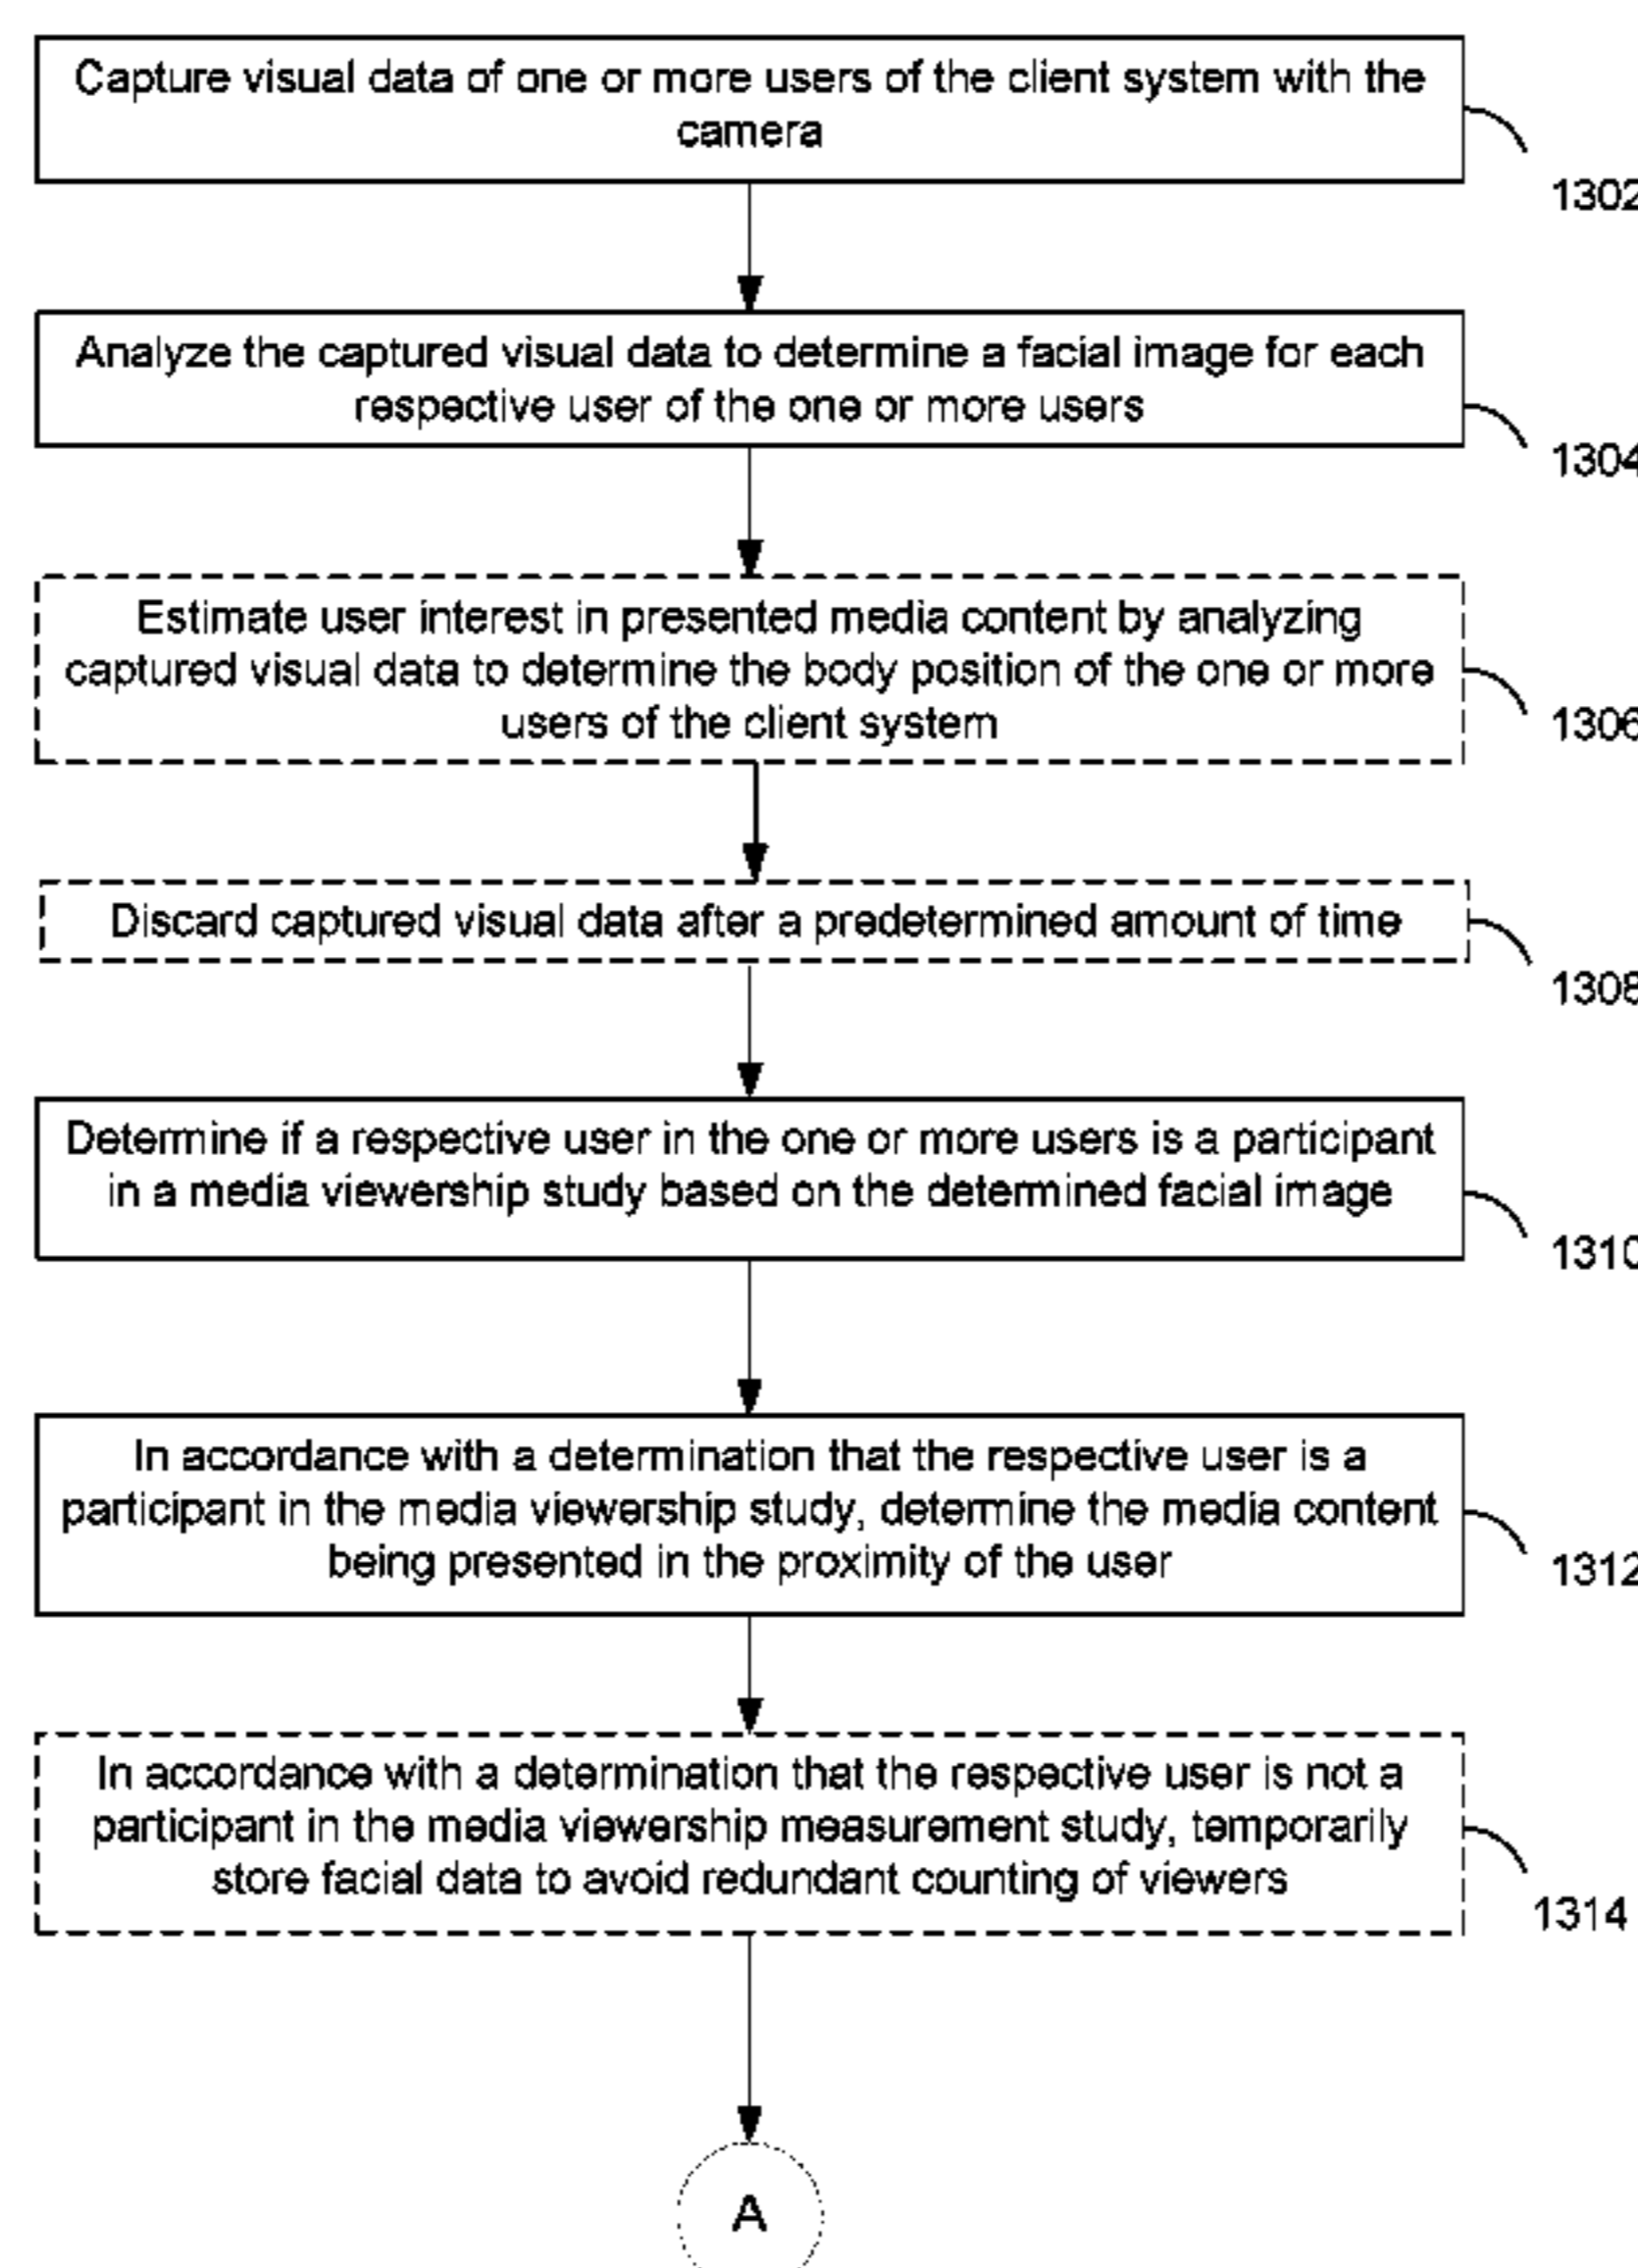 Capture visual data of one or more users of the client system with the
camera
1302
Analyze the captured visual data to determine a facial image for each
respective user of the one or more users
1304
Estimate user interest in presented media content by analyzing
captured visual data to determine the body position of the one or more
users of the client system
1306
Discard captured visual data after a predetermined amount of time
1308
Determine if a respective user in the one or more users is a participant
in a media viewership study based on the determined facial image
1310
In accordance with a determination that the respective user is a
participant in the media viewership study, determine the media content
being presented in the proximity of the user
1312
In accordance with a determination that the respective user is not a
participant in the media viewership measurement study, temporarily
store facial data to avoid redundant counting of viewers
1314
A